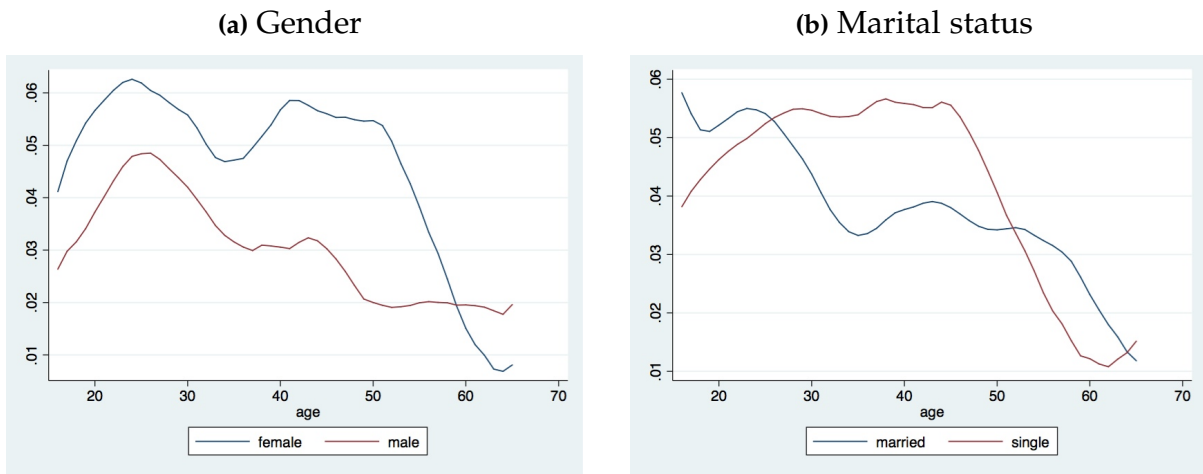 (a) Gender
.06
.05
.04
.03
.02
.01
20 30 40 50 60 70
age
female male
(b) Marital status
.06
.05
.04
.03
.02
.01
20 30 40 50 60 70
age
married single